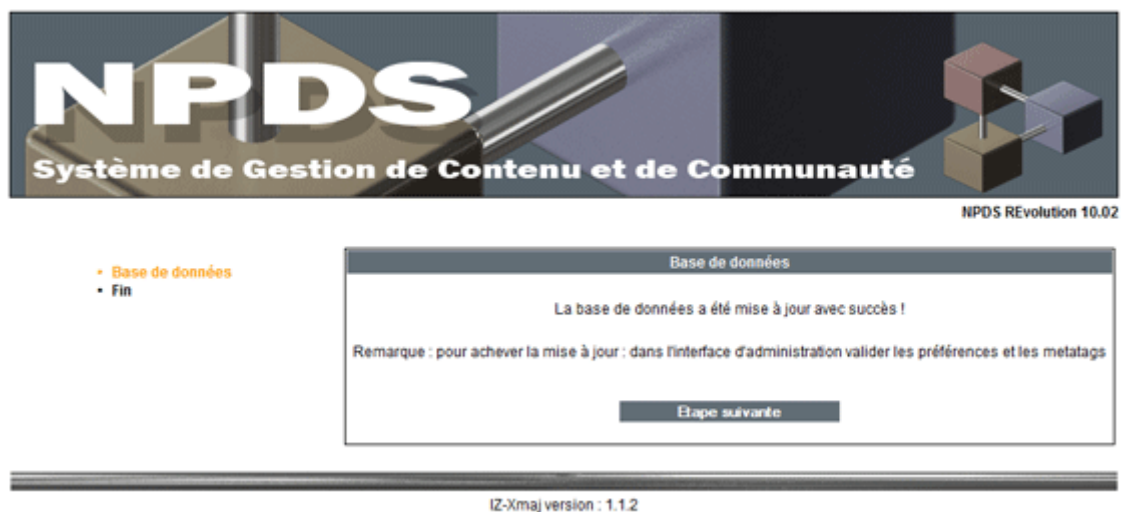 NPDS
Système de Gestion de Contenu et de Communauté
NPDS REvolution 10.02
Base de données
Fin
Base de données
La base de données a été mise à jour avec succès !
Remarque : pour achever la mise à jour : dans l'interface d'administration valider les préférences et les metatags
Etape suivante
IZ-Xmaj version : 1.1.2